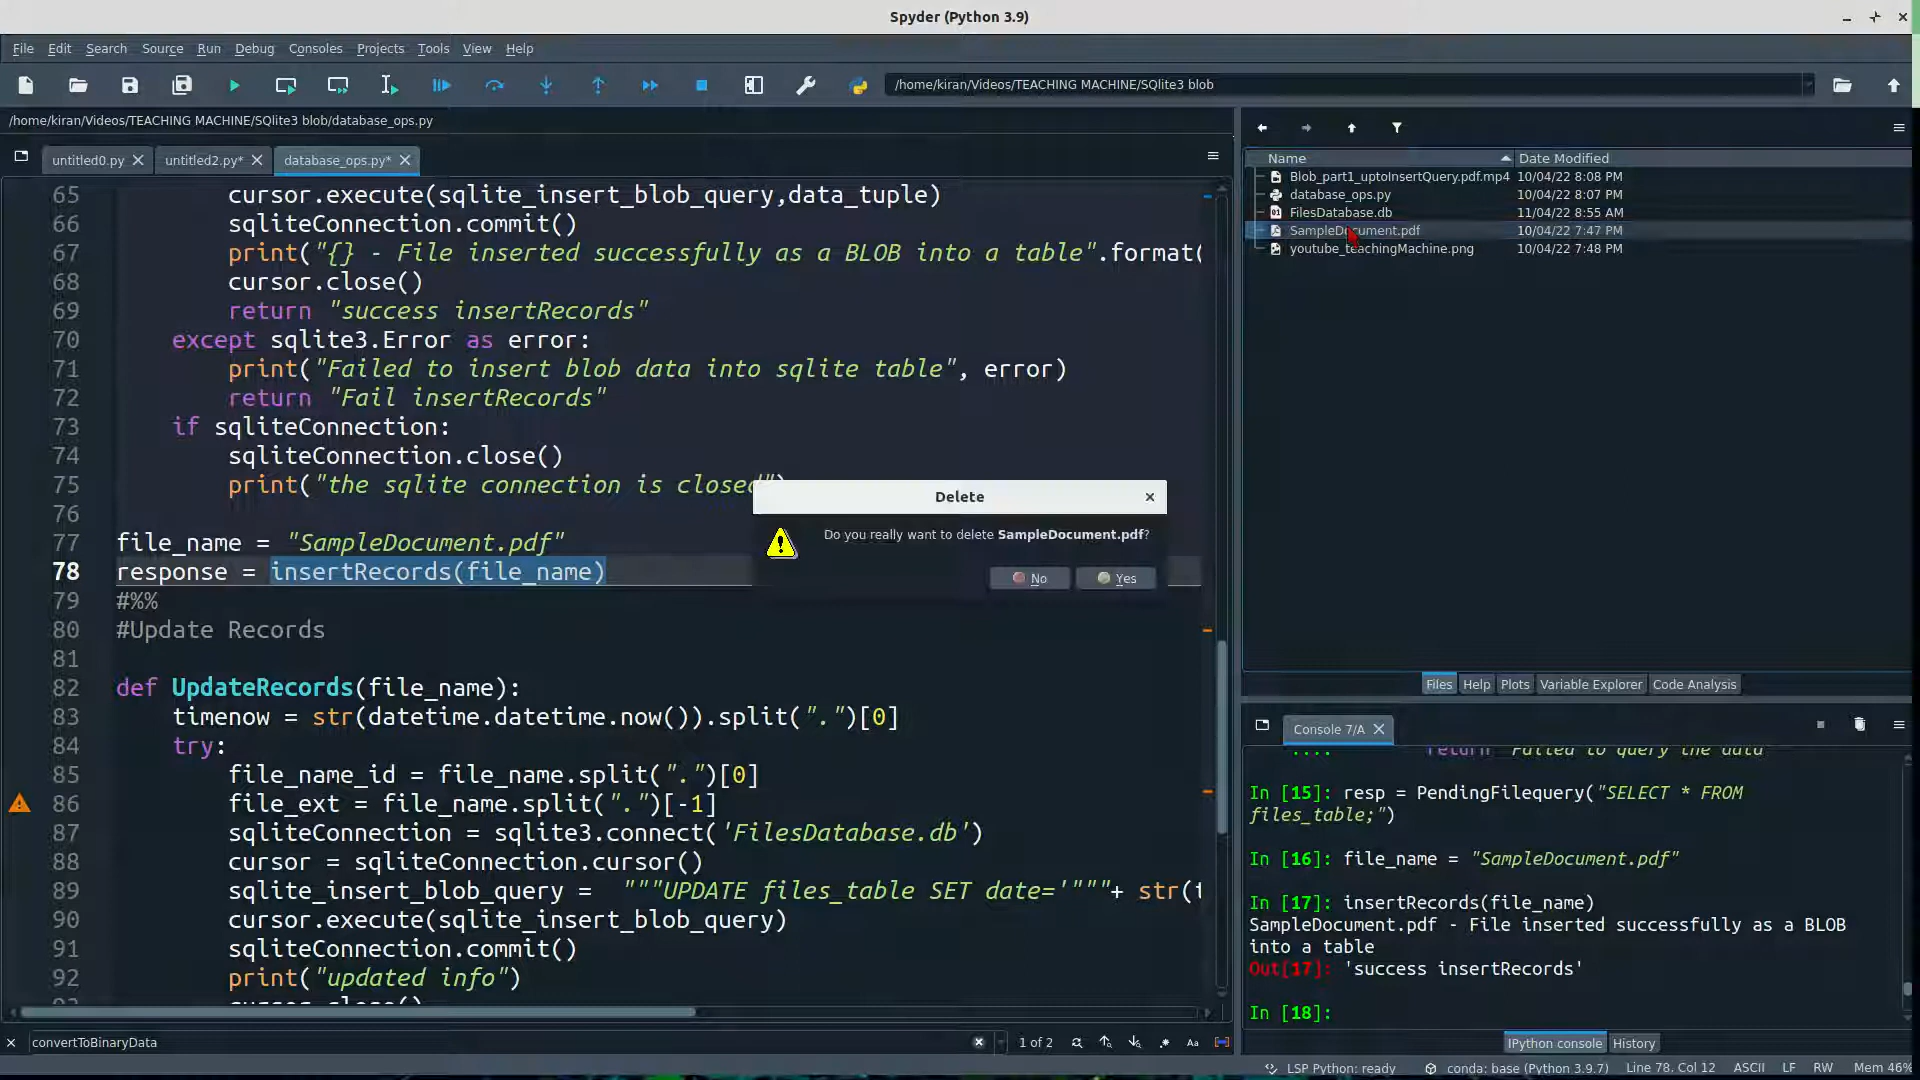 Spyder (Python 3.9)
File Edit Search Source Run Debug Consoles Projects Tools View Help
/home/kiran/Videos/TEACHING MACHINE/SQlite3 blob
/home/kiran/Videos/TEACHING MACHINE/SQlite3 blob/database_ops.py
untitled0.py untitled2.py* database_ops.py*
65 cursor.execute(sqlite_insert_blob_query,data_tuple)
66 sqliteConnection.commit()
67 print("{} - File inserted successfully as a BLOB into a table".format(
68 cursor.close()
69 return "success insertRecords"
70 except sqlite3.Error as error:
71 print("Failed to insert blob data into sqlite table", error)
72 return "Fail insertRecords"
73 if sqliteConnection:
74 sqliteConnection.close()
75 print("the sqlite connection is closed")
76
77 file_name = "SampleDocument.pdf"
78 response = insertRecords(file_name)
79 #%%
80 #Update Records
81
82 def UpdateRecords(file_name):
83 timenow = str(datetime.datetime.now()).split(".")[0]
84 try:
85 file_name_id = file_name.split(".")[0]
86 file_ext = file_name.split(".")[-1]
87 sqliteConnection = sqlite3.connect('FilesDatabase.db')
88 cursor = sqliteConnection.cursor()
89 sqlite_insert_blob_query = """UPDATE files_table SET date='"""+ str(t
90 cursor.execute(sqlite_insert_blob_query)
91 sqliteConnection.commit()
92 print("updated info")
93 cursor.close()
convertToBinaryData
1 of 2
Aa
Delete
Do you really want to delete SampleDocument.pdf?
No Yes
Name Date Modified
Blob_part1_uptoInsertQuery.pdf.mp4 10/04/22 8:08 PM
database_ops.py 10/04/22 8:07 PM
FilesDatabase.db 11/04/22 8:55 AM
SampleDocument.pdf 10/04/22 7:47 PM
youtube_teachingMachine.png 10/04/22 7:48 PM
Files Help Plots Variable Explorer Code Analysis
Console 7/A
....: return "Failed to query the data"
In [15]: resp = PendingFilequery("SELECT * FROM
files_table;")
In [16]: file_name = "SampleDocument.pdf"
In [17]: insertRecords(file_name)
SampleDocument.pdf - File inserted successfully as a BLOB
into a table
Out[17]: 'success insertRecords'
In [18]:
IPython console History
LSP Python: ready conda: base (Python 3.9.7) Line 78, Col 12 ASCII LF RW Mem 46%